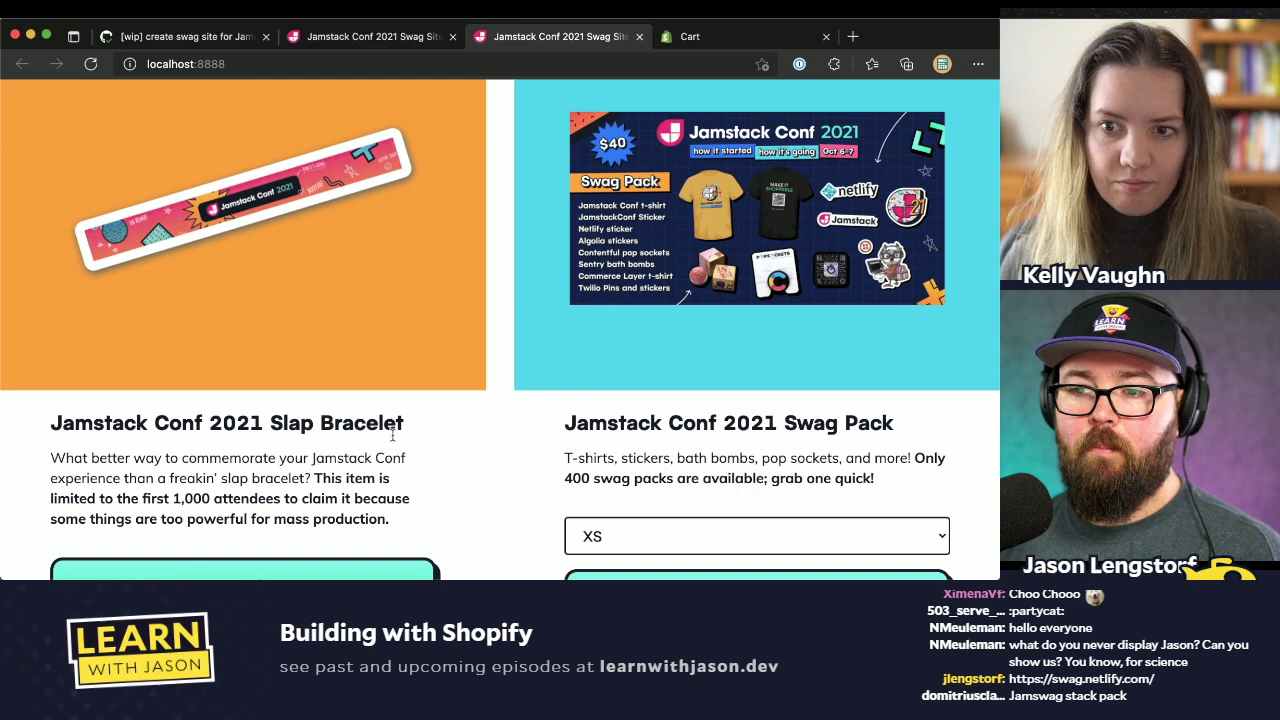 [wip] create swag site for Jam
Jamstack Conf 2021 Swag Site
Jamstack Conf 2021 Swag Site
Cart
localhost:8888
Jamstack Conf 2021
$40
Jamstack Conf 2021
how it started how it's going Oct 6-7
Swag Pack
Jamstack Conf t-shirt
JamstackConf Sticker
Netlify sticker
Algolia stickers
Contentful pop sockets
Sentry bath bombs
Commerce Layer t-shirt
Twilio Pins and stickers
MAKE IT
SHOPPABLE
netlify
Jamstack
POPSOCKETS
Jamstack Conf 2021 Slap Bracelet
What better way to commemorate your Jamstack Conf
experience than a freakin' slap bracelet? This item is
limited to the first 1,000 attendees to claim it because
some things are too powerful for mass production.
Jamstack Conf 2021 Swag Pack
T-shirts, stickers, bath bombs, pop sockets, and more! Only
400 swag packs are available; grab one quick!
XS
Kelly Vaughn
LEARN
Jason Lengstorf
LEARN
WITH JASON
Building with Shopify
see past and upcoming episodes at learnwithjason.dev
XimenaVf: Choo Chooo
503_serve_...: :partycat:
NMeuleman: hello everyone
NMeuleman: what do you never display Jason? Can you
show us? You know, for science
jlengstorf: https://swag.netlify.com/
domitriuscla...: Jamswag stack pack